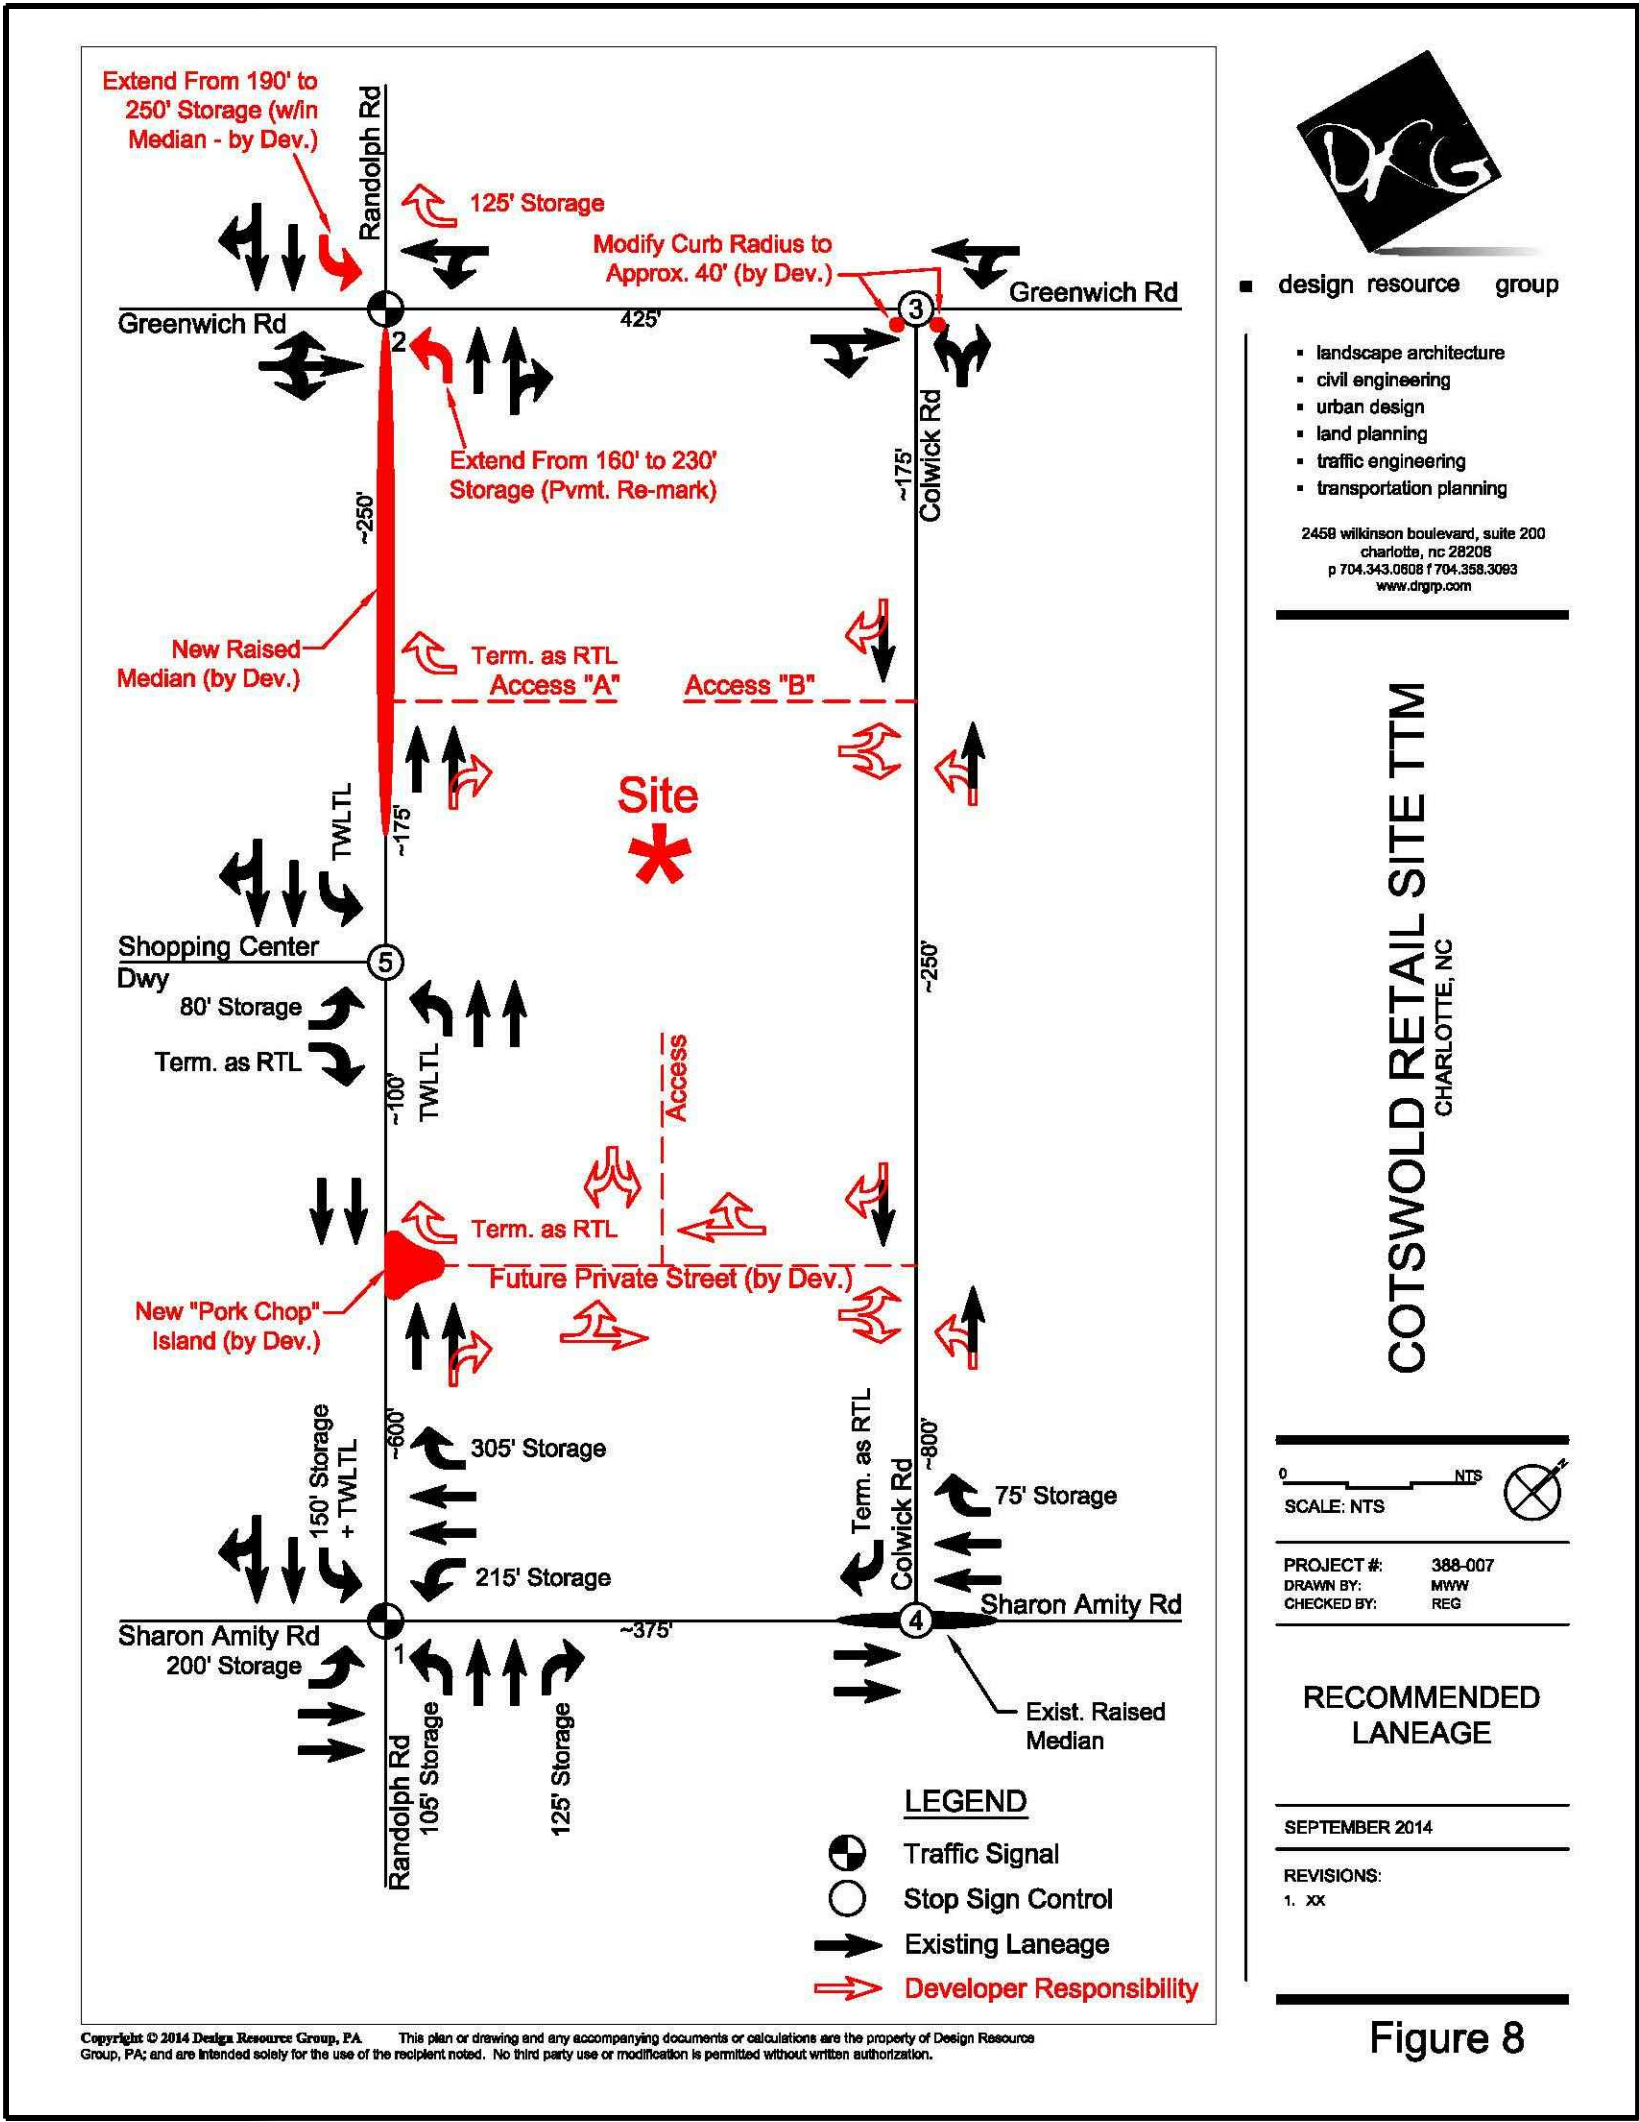 Extend From 190' to
250' Storage (w/in
Median - by Dev.)
Randolph Rd
125' Storage
Modify Curb Radius to
Approx. 40' (by Dev.)
Greenwich Rd
425'
3
Greenwich Rd
2
Extend From 160' to 230'
Storage (Pvmt. Re-mark)
~250'
~175'
Colwick Rd
New Raised
Median (by Dev.)
Term. as RTL
Access "A"
Access "B"
Site
*
TWLTL
~175'
Shopping Center
Dwy
5
80' Storage
Term. as RTL
~100'
TWLTL
~250'
Access
Term. as RTL
Future Private Street (by Dev.)
New "Pork Chop"
Island (by Dev.)
150' Storage
+ TWLTL
~600'
305' Storage
215' Storage
Term. as RTL
Colwick Rd
~800'
75' Storage
Sharon Amity Rd
1
~375'
4
Sharon Amity Rd
200' Storage
Randolph Rd
105' Storage
125' Storage
Exist. Raised
Median
LEGEND
Traffic Signal
Stop Sign Control
Existing Laneage
Developer Responsibility
DRG
design resource group
landscape architecture
civil engineering
urban design
land planning
traffic engineering
transportation planning
2459 wilkinson boulevard, suite 200
charlotte, nc 28208
p 704.343.0608 f 704.358.3093
www.drgrp.com
COTSWOLD RETAIL SITE TTM
CHARLOTTE, NC
0 NTS
SCALE: NTS
N
PROJECT #: 388-007
DRAWN BY: MWW
CHECKED BY: REG
RECOMMENDED
LANEAGE
SEPTEMBER 2014
REVISIONS:
1. XX
Figure 8
Copyright © 2014 Design Resource Group, PA This plan or drawing and any accompanying documents or calculations are the property of Design Resource
Group, PA; and are intended solely for the use of the recipient noted. No third party use or modification is permitted without written authorization.